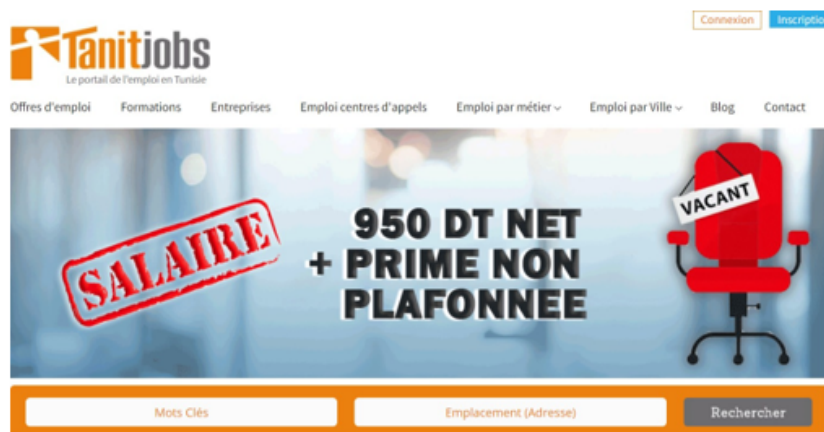 Connexion
Inscriptio
Tanitjobs
Le portail de l'emploi en Tunisie
Offres d'emploi Formations Entreprises Emploi centres d'appels Emploi par métier Emploi par Ville Blog Contact
SALAIRE
950 DT NET
+ PRIME NON
PLAFONNEE
VACANT
Mots Clés Emplacement (Adresse) Rechercher